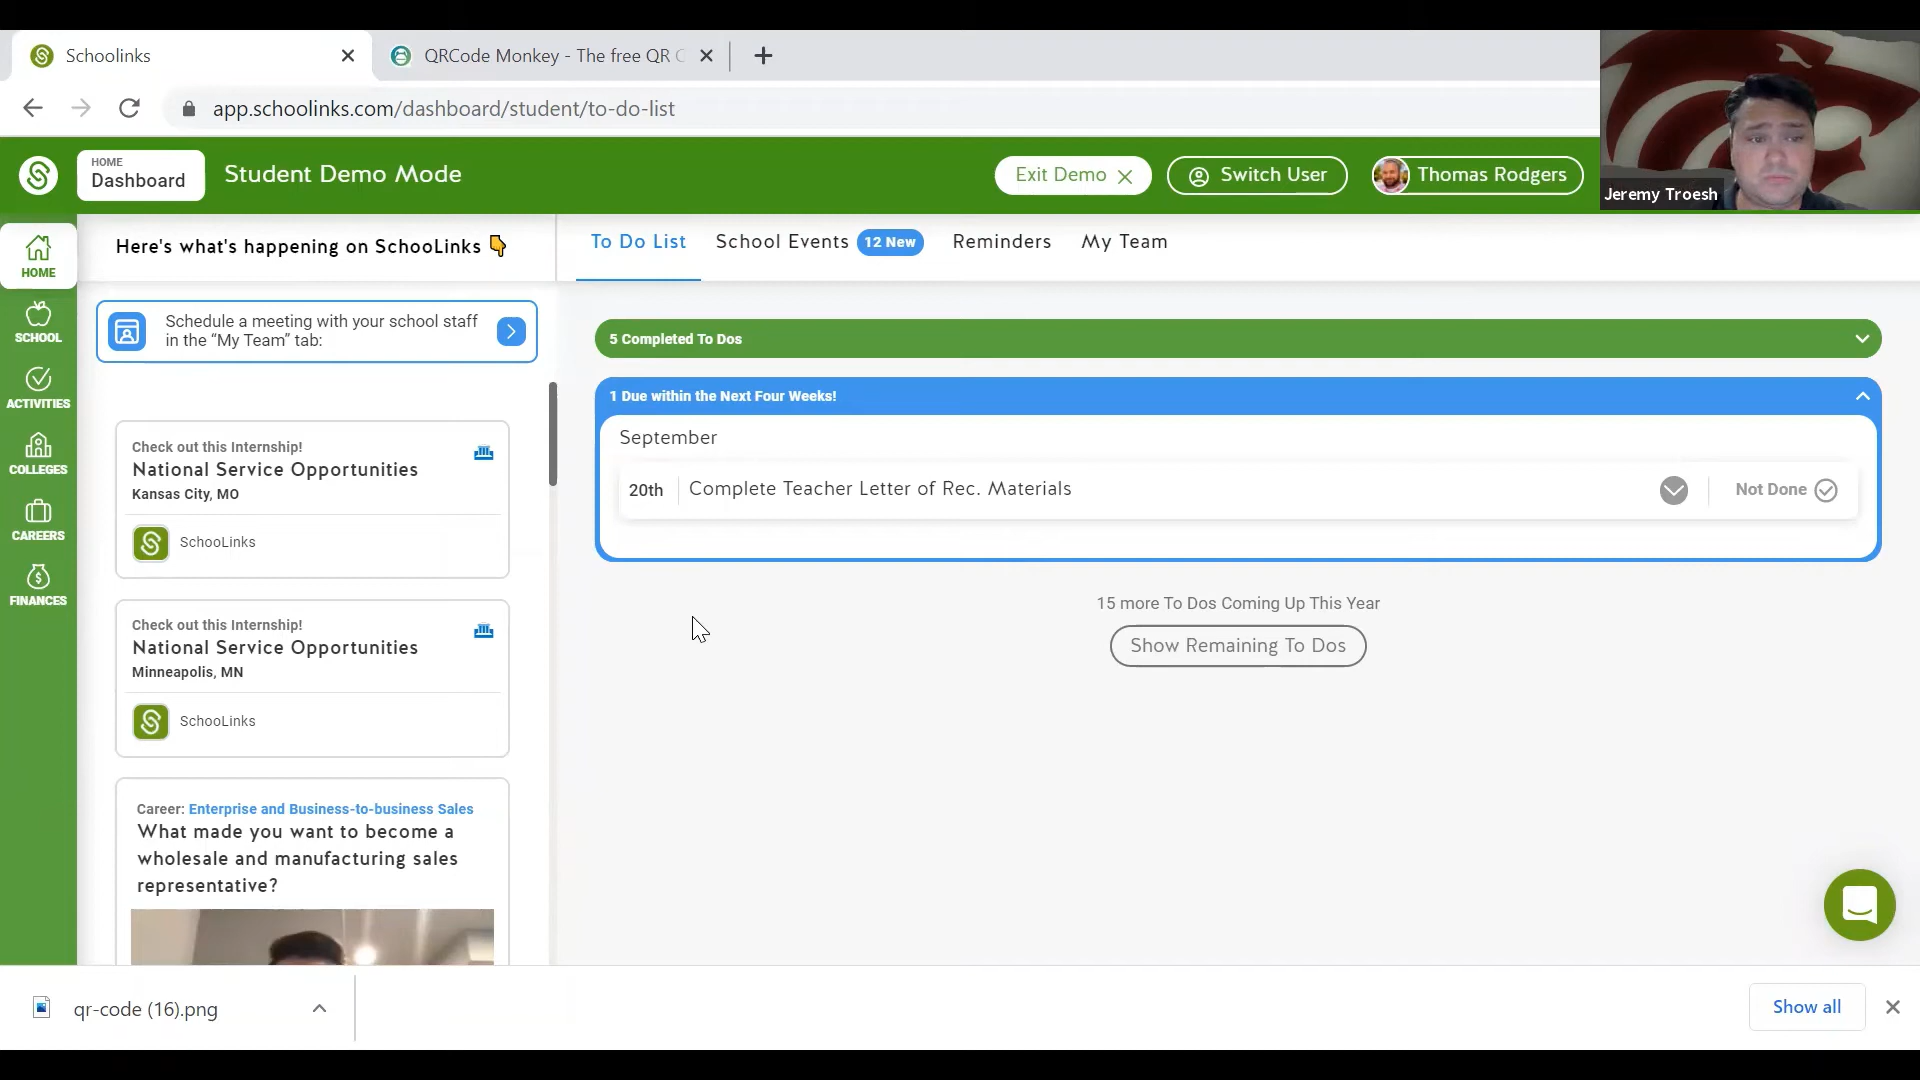 Schoolinks
QRCode Monkey - The free QR C
app.schoolinks.com/dashboard/student/to-do-list
HOME
Dashboard
Student Demo Mode
Exit Demo
Switch User
Thomas Rodgers
Jeremy Troesh
HOME
SCHOOL
ACTIVITIES
COLLEGES
CAREERS
FINANCES
Here's what's happening on SchooLinks 👇
Schedule a meeting with your school staff
in the “My Team” tab:
Check out this Internship!
National Service Opportunities
Kansas City, MO
SchooLinks
Check out this Internship!
National Service Opportunities
Minneapolis, MN
SchooLinks
Career: Enterprise and Business-to-business Sales
What made you want to become a
wholesale and manufacturing sales
representative?
To Do List
School Events 12 New
Reminders
My Team
5 Completed To Dos
1 Due within the Next Four Weeks!
September
20th Complete Teacher Letter of Rec. Materials Not Done
15 more To Dos Coming Up This Year
Show Remaining To Dos
qr-code (16).png
Show all